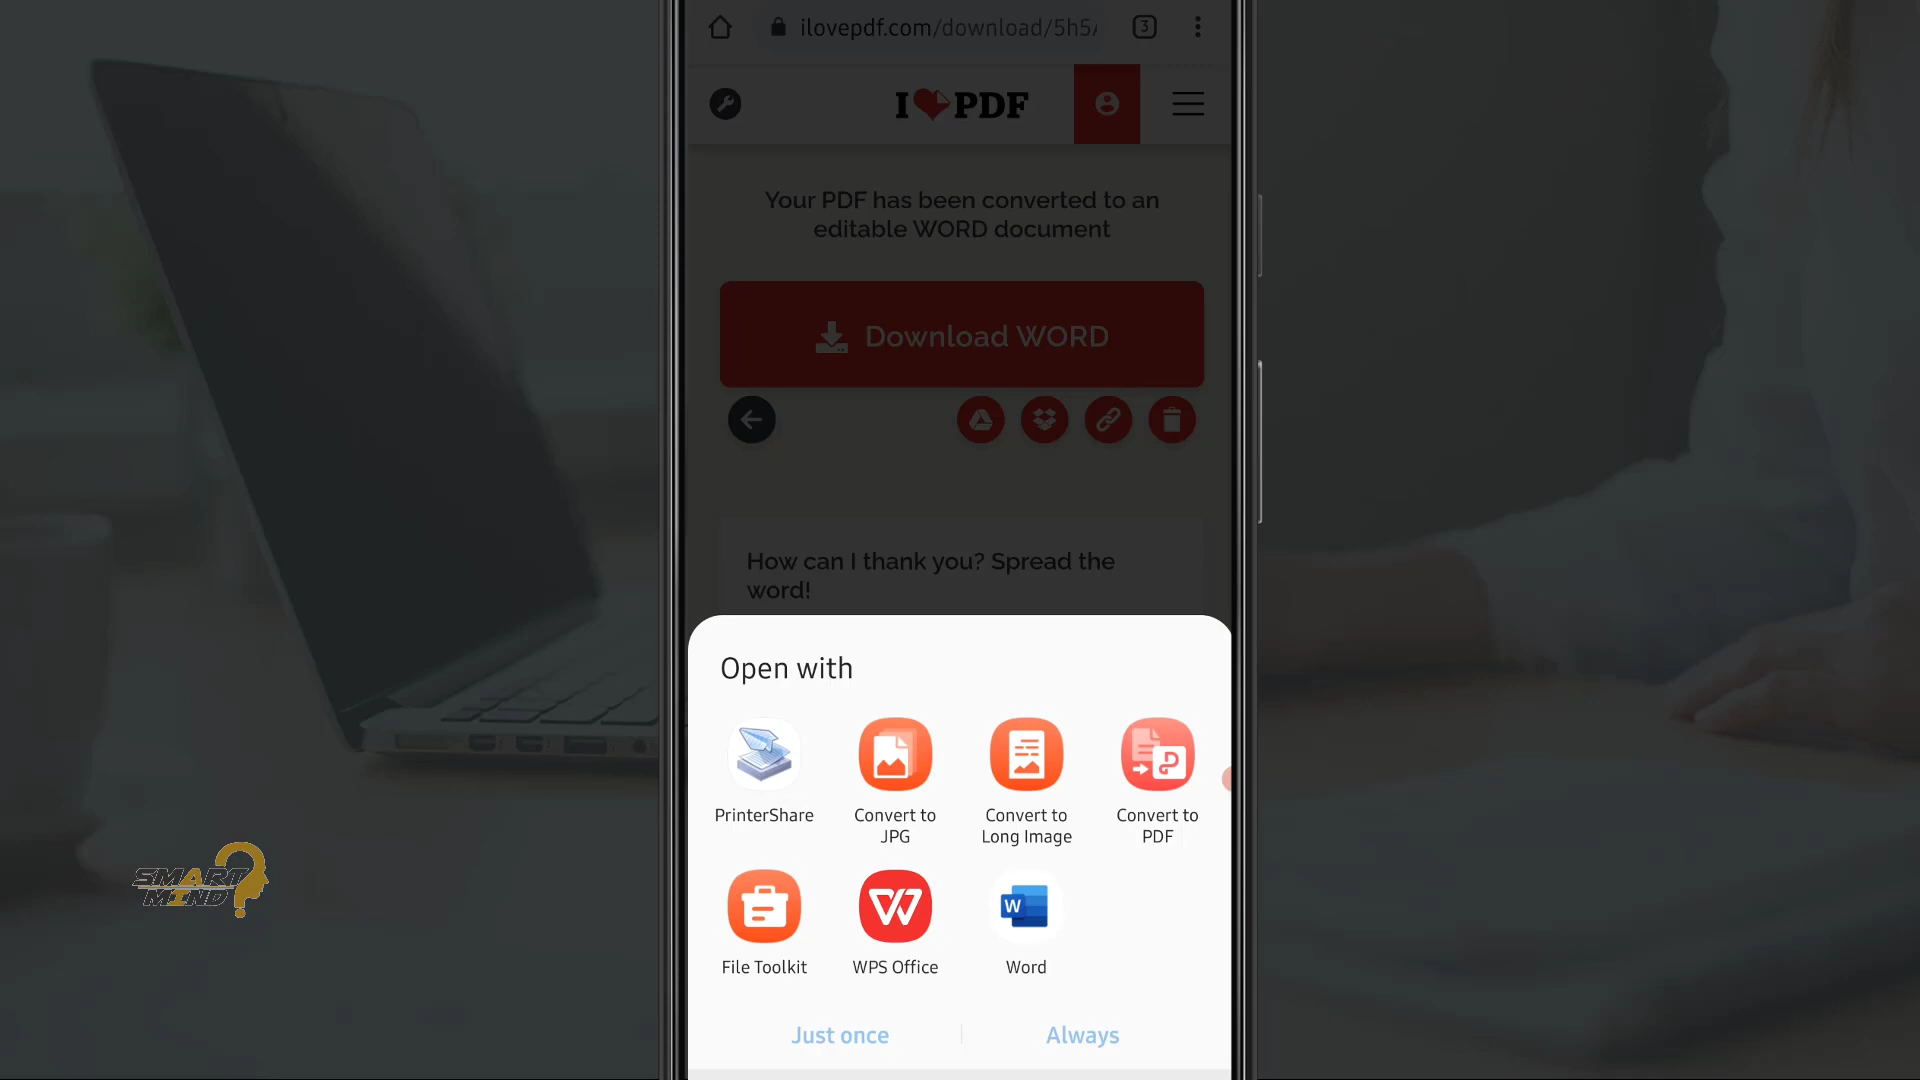 ilovepdf.com/download/5h5
3
I PDF
Your PDF has been converted to an
editable WORD document
Download WORD
How can I thank you? Spread the
word!
Open with
PrinterShare
Convert to
JPG
Convert to
Long Image
Convert to
PDF
File Toolkit
WPS Office
W
Word
Just once
Always
SMART
MIND